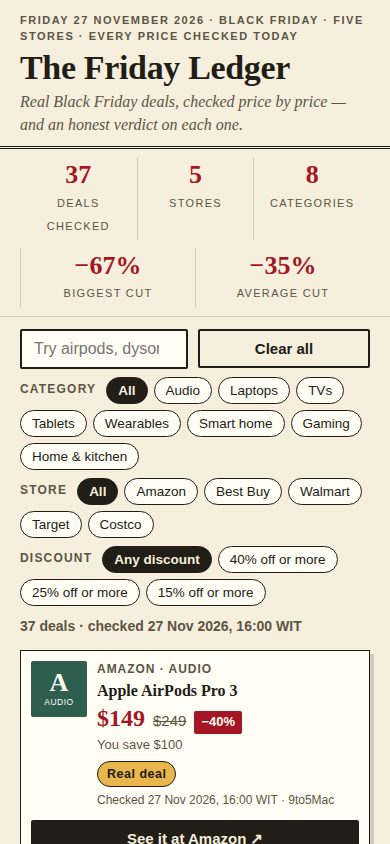 FRIDAY 27 NOVEMBER 2026 · BLACK FRIDAY · FIVE
STORES · EVERY PRICE CHECKED TODAY
The Friday Ledger
Real Black Friday deals, checked price by price —
and an honest verdict on each one.
37
DEALS
CHECKED
5
STORES
8
CATEGORIES
−67%
BIGGEST CUT
−35%
AVERAGE CUT
Try airpods, dyson
Clear all
CATEGORY All Audio Laptops TVs
Tablets Wearables Smart home Gaming
Home & kitchen
STORE All Amazon Best Buy Walmart
Target Costco
DISCOUNT Any discount 40% off or more
25% off or more 15% off or more
37 deals · checked 27 Nov 2026, 16:00 WIT
A
AUDIO
AMAZON · AUDIO
Apple AirPods Pro 3
$149 $249 −40%
You save $100
Real deal
Checked 27 Nov 2026, 16:00 WIT · 9to5Mac
See it at Amazon ↗